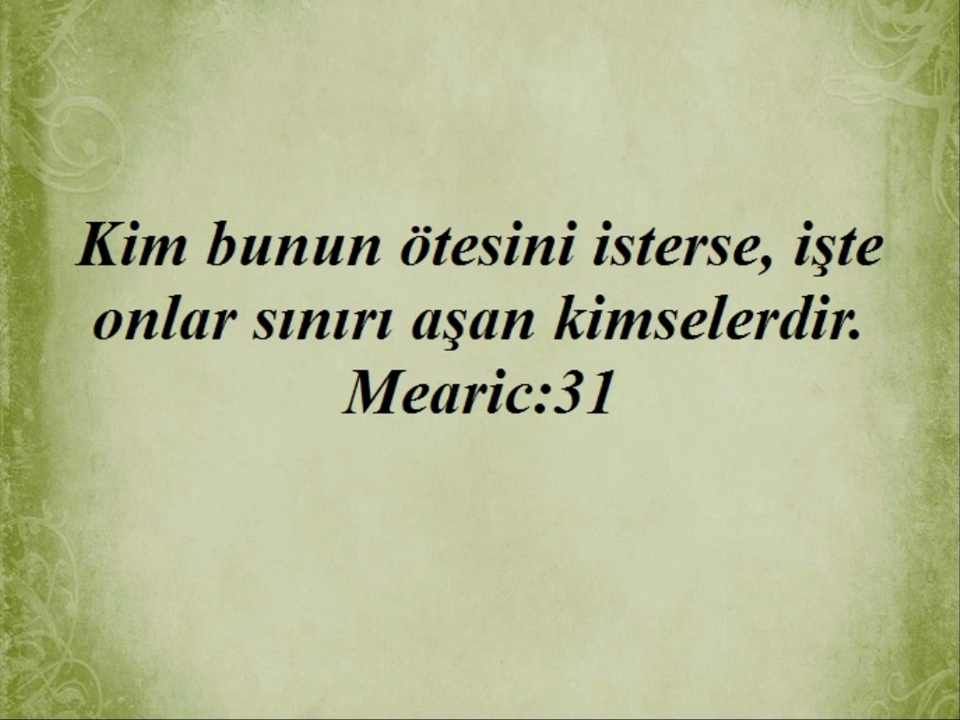 Kim bunun ötesini isterse, işte
onlar sınırı aşan kimselerdir.
Mearic:31